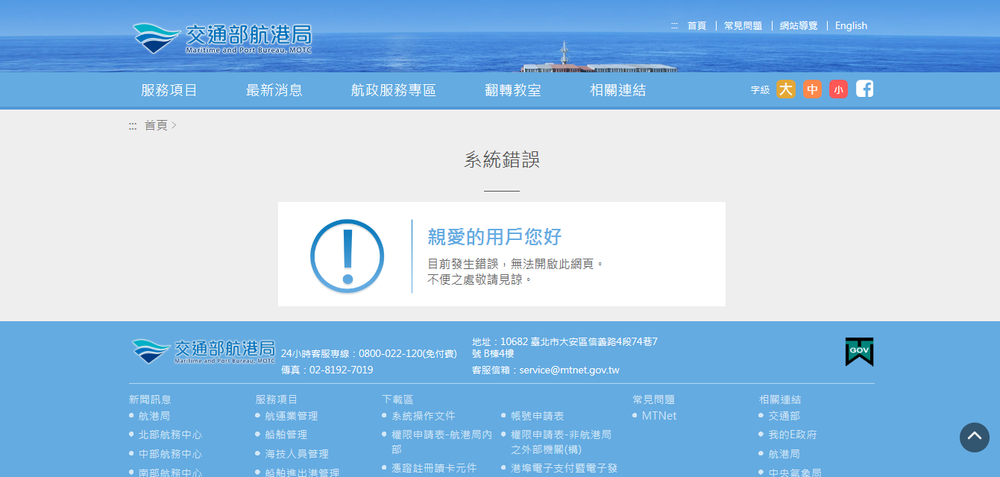 交通部航港局
Maritime and Port Bureau, MOTC
::: 首頁 | 常見問題 | 網站導覽 | English
服務項目 最新消息 航政服務專區 翻轉教室 相關連結 字級 大 中 小
::: 首頁 >
系統錯誤
親愛的用戶您好
目前發生錯誤，無法開啟此網頁。
不便之處敬請見諒。
交通部航港局
Maritime and Port Bureau, MOTC
24小時客服專線：0800-022-120(免付費)
傳真：02-8192-7019
地址：10682 臺北市大安區信義路4段74巷7
號 B棟4樓
客服信箱：service@mtnet.gov.tw
GOV
新聞訊息
航港局
北部航務中心
中部航務中心
南部航務中心
服務項目
航運業管理
船舶管理
海技人員管理
船舶進出港管理
下載區
系統操作文件
權限申請表-航港局內
部
憑證註冊讀卡元件
帳號申請表
權限申請表-非航港局
之外部機關(構)
港埠電子支付暨電子發
常見問題
MTNet
相關連結
交通部
我的E政府
航港局
中央氣象局